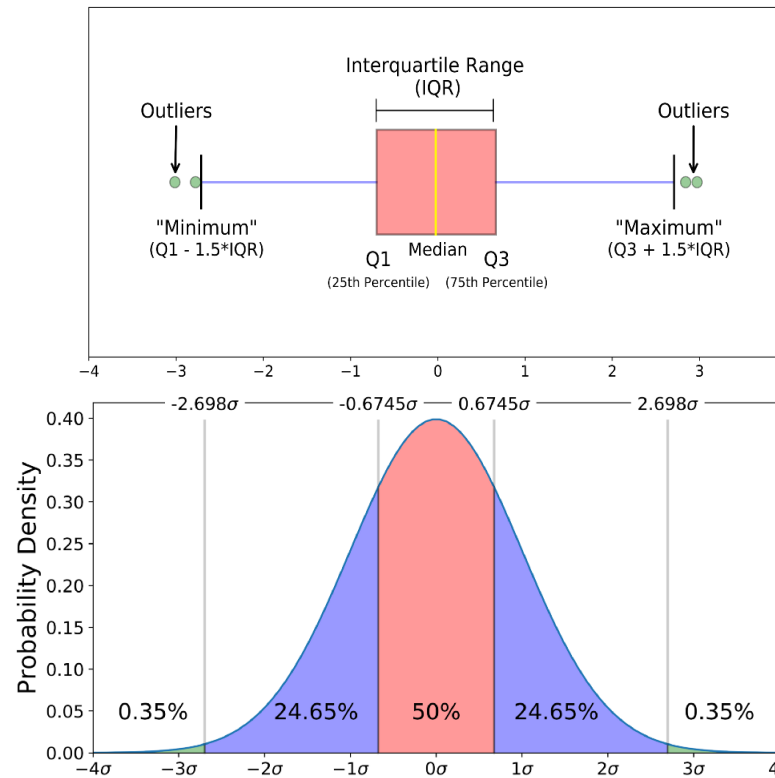 Interquartile Range
(IQR)
Outliers
Outliers
"Minimum"
(Q1 - 1.5*IQR)
"Maximum"
(Q3 + 1.5*IQR)
Median
Q1
Q3
(25th Percentile)
(75th Percentile)
−4
−3
−2
−1
0
1
2
3
-2.698σ
-0.6745σ
0.6745σ
2.698σ
0.40
0.35
0.30
0.25
0.20
0.15
0.10
0.05
0.00
Probability Density
0.35%
24.65%
50%
24.65%
0.35%
−4σ
−3σ
−2σ
−1σ
0σ
1σ
2σ
3σ
4